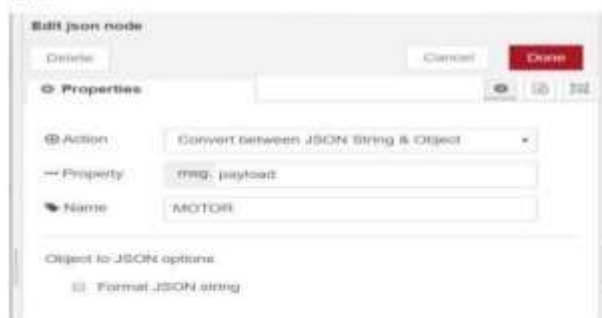 Edit json node
Delete Cancel Done
Properties
Action Convert between JSON String & Object
Property msg. payload
Name MOTOR
Object to JSON options
Format JSON string